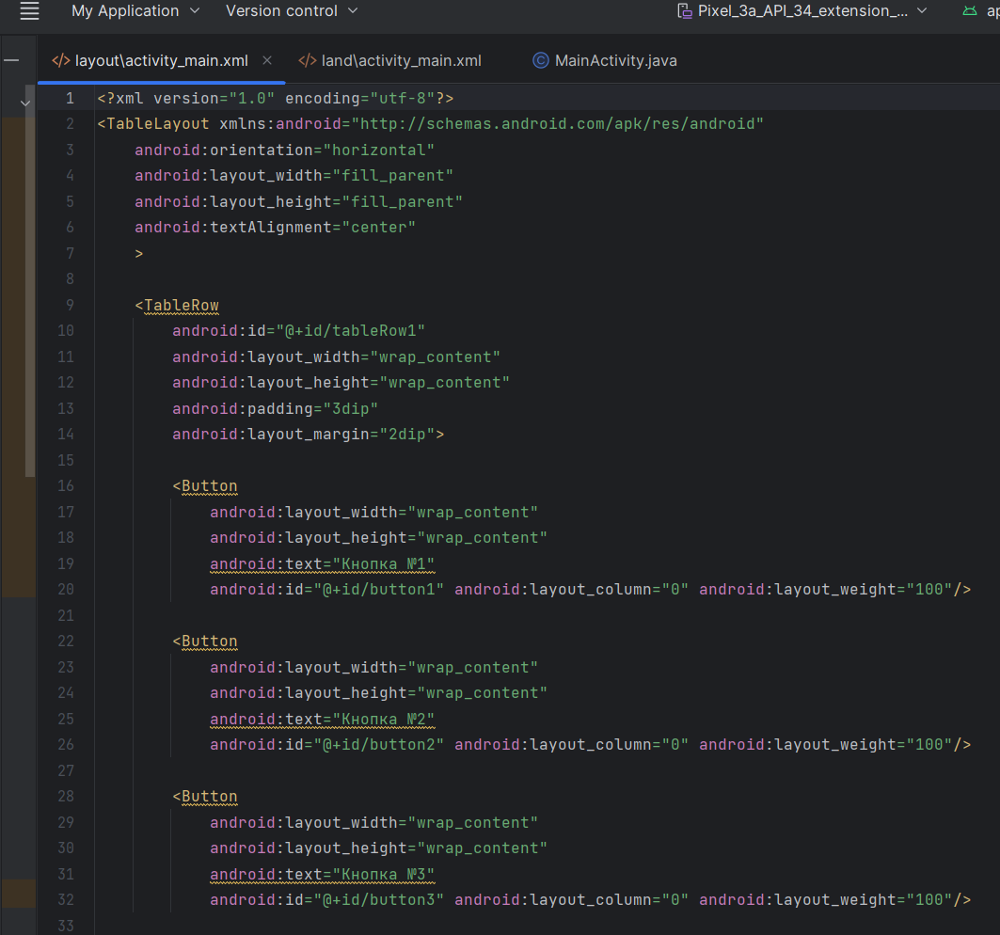 My Application Version control Pixel_3a_API_34_extension_... ap
layout\activity_main.xml land\activity_main.xml MainActivity.java
1 <?xml version="1.0" encoding="utf-8"?>
2 <TableLayout xmlns:android="http://schemas.android.com/apk/res/android"
3 android:orientation="horizontal"
4 android:layout_width="fill_parent"
5 android:layout_height="fill_parent"
6 android:textAlignment="center"
7 >
8
9 <TableRow
10 android:id="@+id/tableRow1"
11 android:layout_width="wrap_content"
12 android:layout_height="wrap_content"
13 android:padding="3dip"
14 android:layout_margin="2dip">
15
16 <Button
17 android:layout_width="wrap_content"
18 android:layout_height="wrap_content"
19 android:text="Кнопка №1"
20 android:id="@+id/button1" android:layout_column="0" android:layout_weight="100"/>
21
22 <Button
23 android:layout_width="wrap_content"
24 android:layout_height="wrap_content"
25 android:text="Кнопка №2"
26 android:id="@+id/button2" android:layout_column="0" android:layout_weight="100"/>
27
28 <Button
29 android:layout_width="wrap_content"
30 android:layout_height="wrap_content"
31 android:text="Кнопка №3"
32 android:id="@+id/button3" android:layout_column="0" android:layout_weight="100"/>
33